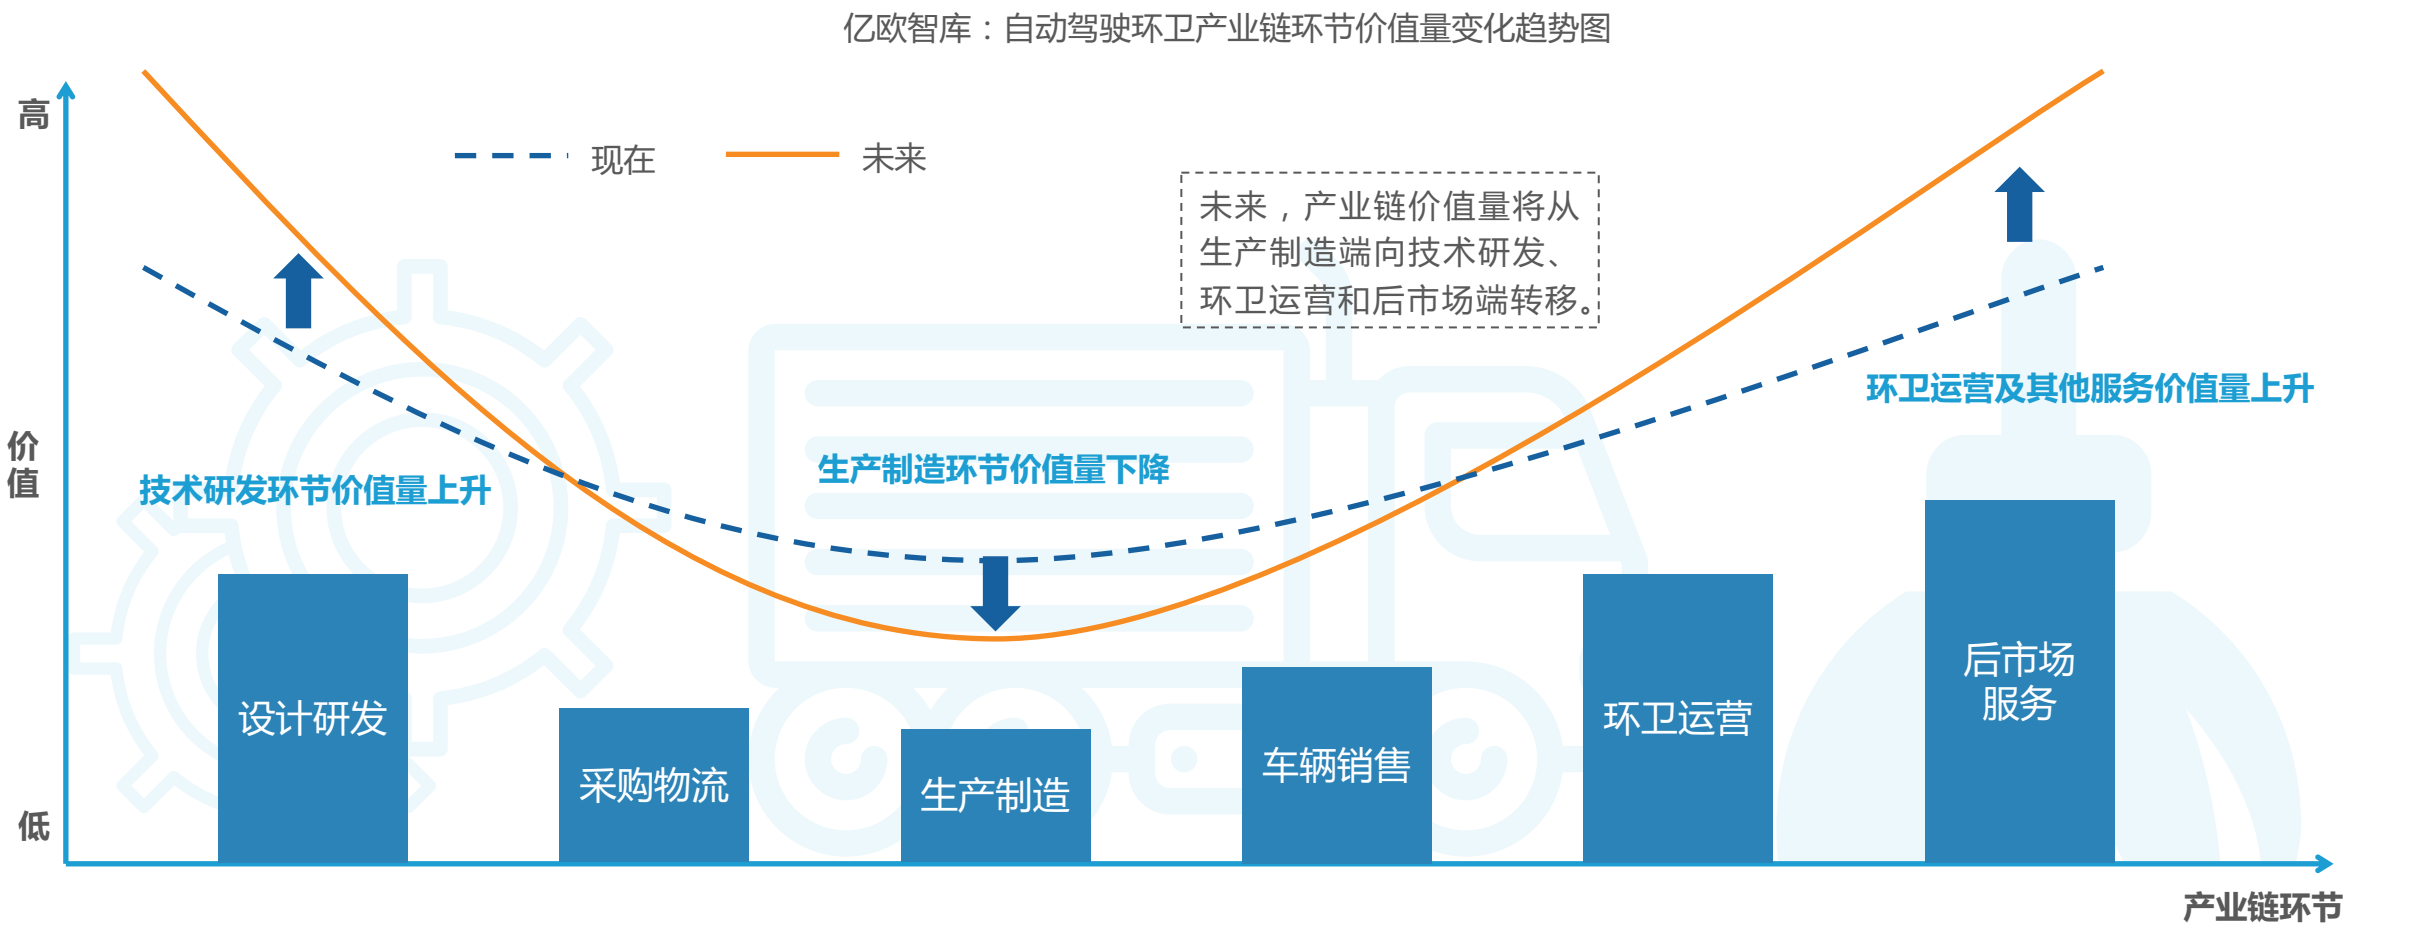 亿欧智库：自动驾驶环卫产业链环节价值量变化趋势图
高
现在
未来
未来，产业链价值量将从
生产制造端向技术研发、
环卫运营和后市场端转移。
环卫运营及其他服务价值量上升
价
值
生产制造环节价值量下降
技术研发环节价值量上升
设计研发
采购物流
生产制造
车辆销售
环卫运营
后市场
服务
低
产业链环节